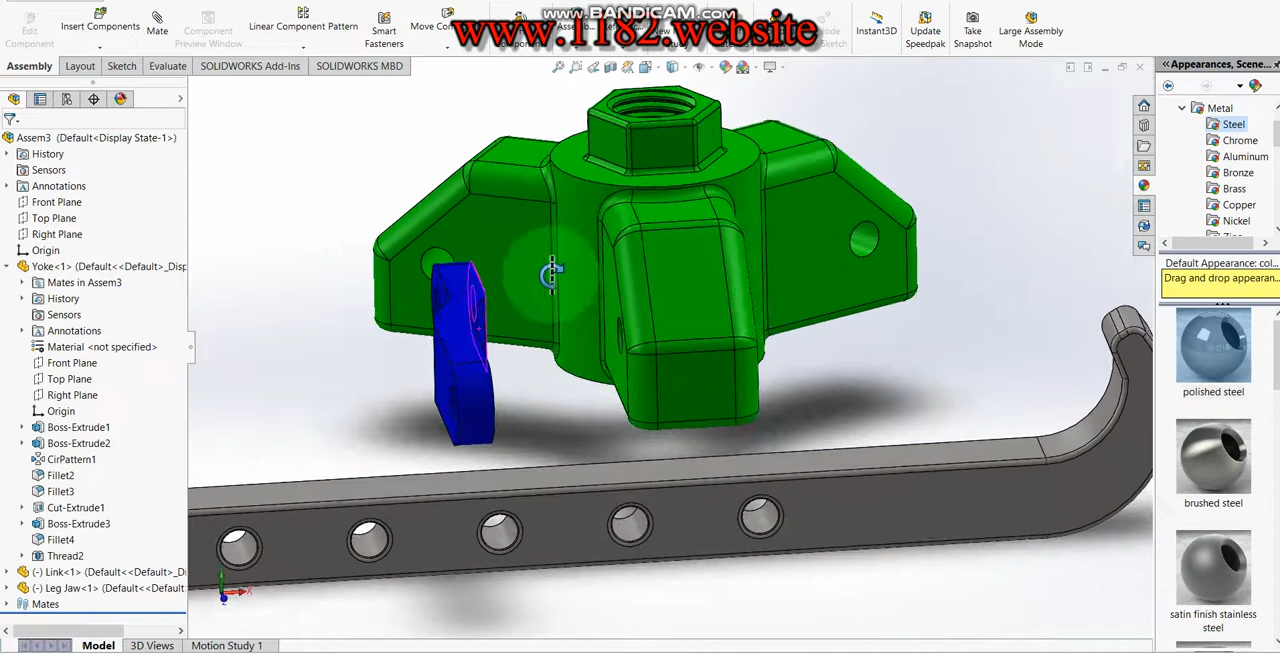 www.BANDICAM.com
www.1182.website
Edit
Component
Insert Components
Mate
Component
Preview Window
Linear Component Pattern
Smart
Fasteners
Move Co
Instant3D
Update
Speedpak
Take
Snapshot
Large Assembly
Mode
Assembly
Layout
Sketch
Evaluate
SOLIDWORKS Add-Ins
SOLIDWORKS MBD
Appearances, Scene...
Assem3 (Default<Display State-1>)
History
Sensors
Annotations
Front Plane
Top Plane
Right Plane
Origin
Yoke<1> (Default<<Default>_Disp
Mates in Assem3
History
Sensors
Annotations
Material <not specified>
Front Plane
Top Plane
Right Plane
Origin
Boss-Extrude1
Boss-Extrude2
CirPattern1
Fillet2
Fillet3
Cut-Extrude1
Boss-Extrude3
Fillet4
Thread2
(-) Link<1> (Default<<Default>_Di
(-) Leg Jaw<1> (Default<<Default
Mates
Metal
Steel
Chrome
Aluminum
Bronze
Brass
Copper
Nickel
Default Appearance: col...
Drag and drop appearan...
polished steel
brushed steel
satin finish stainless
steel
X
Model
3D Views
Motion Study 1